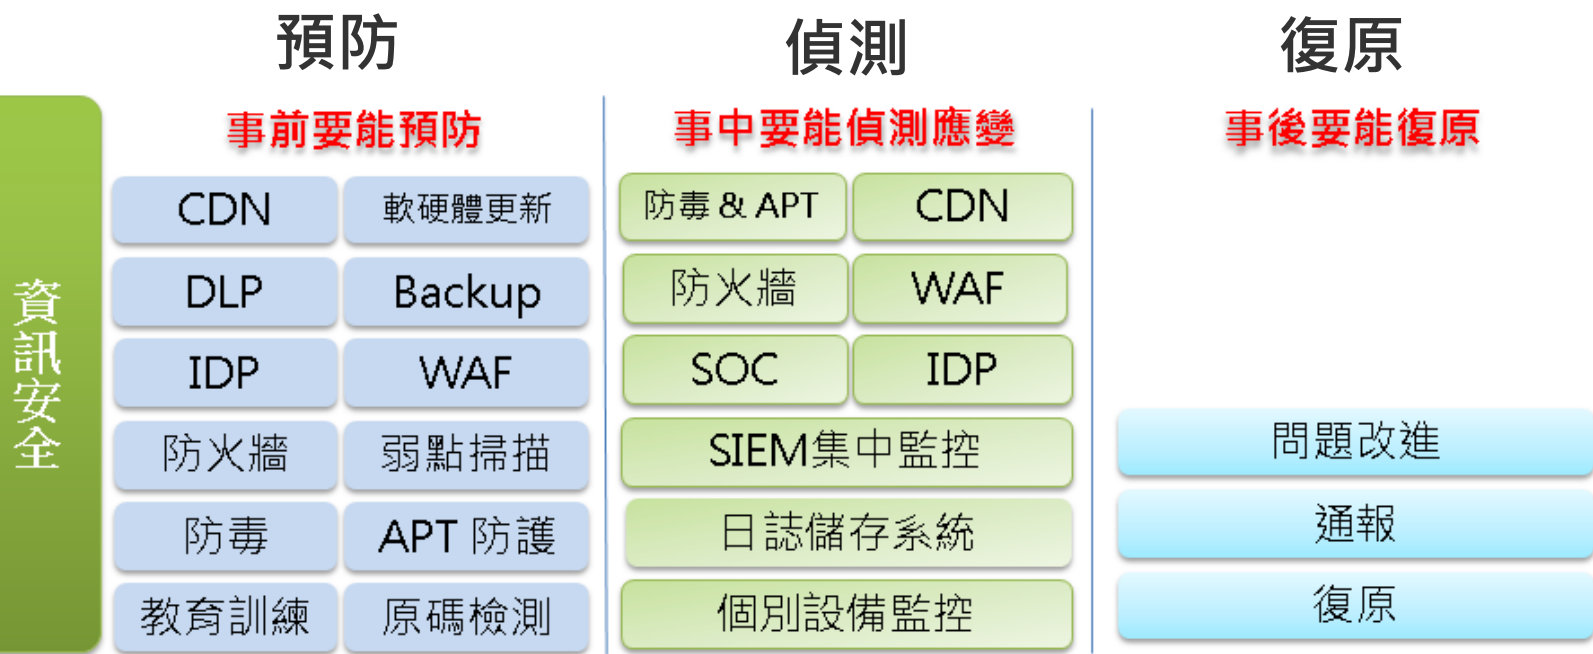 預防
偵測
復原
資訊安全
事前要能預防
CDN
軟硬體更新
DLP
Backup
IDP
WAF
防火牆
弱點掃描
防毒
APT 防護
教育訓練
原碼檢測
事中要能偵測應變
防毒 & APT
CDN
防火牆
WAF
SOC
IDP
SIEM集中監控
日誌儲存系統
個別設備監控
事後要能復原
問題改進
通報
復原